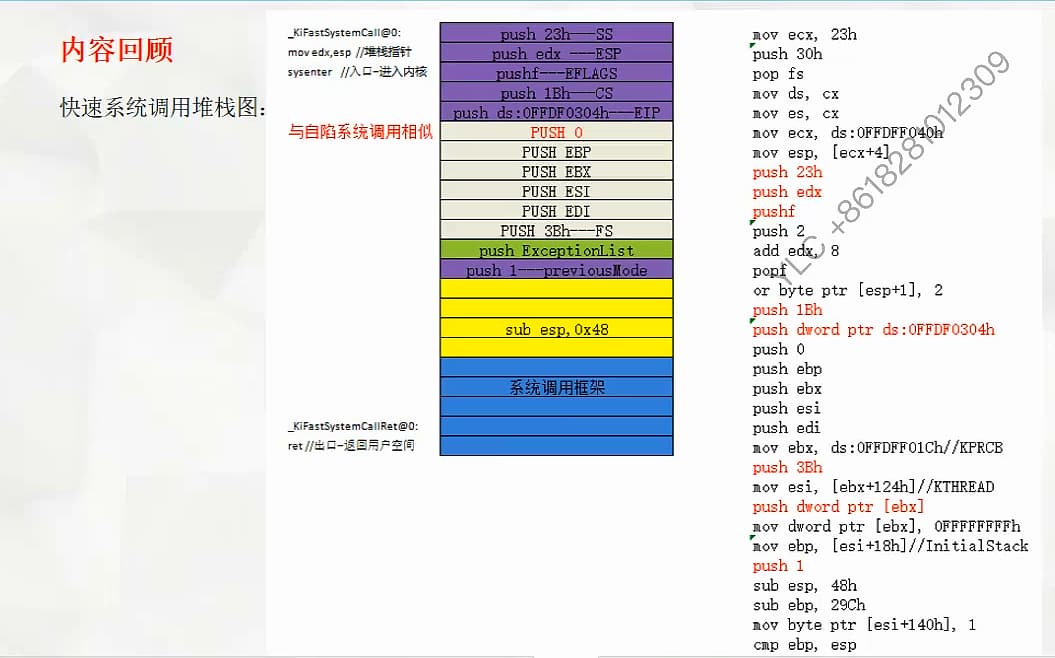 内容回顾
快速系统调用堆栈图:
_KiFastSystemCall@0:
mov edx,esp //堆栈指针
sysenter //入口-进入内核
与自陷系统调用相似
_KiFastSystemCallRet@0:
ret //出口-返回用户空间
push 23h---SS
push edx ---ESP
pushf---EFLAGS
push 1Bh---CS
push ds:0FFDF0304h---EIP
PUSH 0
PUSH EBP
PUSH EBX
PUSH ESI
PUSH EDI
PUSH 3Bh---FS
push ExceptionList
push 1---previousMode
sub esp,0x48
系统调用框架
mov ecx, 23h
push 30h
pop fs
mov ds, cx
mov es, cx
mov ecx, ds:0FFDFF040h
mov esp, [ecx+4]
push 23h
push edx
pushf
push 2
add edx, 8
popf
or byte ptr [esp+1], 2
push 1Bh
push dword ptr ds:0FFDF0304h
push 0
push ebp
push ebx
push esi
push edi
mov ebx, ds:0FFDFF01Ch//KPRCB
push 3Bh
mov esi, [ebx+124h]//KTHREAD
push dword ptr [ebx]
mov dword ptr [ebx], 0FFFFFFFFh
mov ebp, [esi+18h]//InitialStack
push 1
sub esp, 48h
sub ebp, 29Ch
mov byte ptr [esi+140h], 1
cmp ebp, esp
YLC +8618281012309